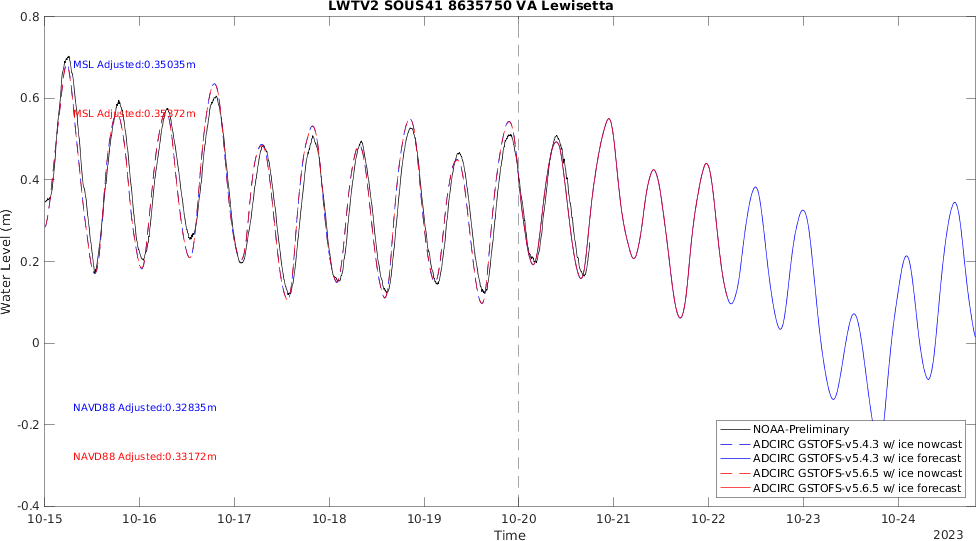 LWTV2 SOUS41 8635750 VA Lewisetta
0.8
0.6
0.4
0.2
0
-0.2
-0.4
Water Level (m)
MSL Adjusted:0.35035m
MSL Adjusted:0.35372m
NAVD88 Adjusted:0.32835m
NAVD88 Adjusted:0.33172m
NOAA-Preliminary
ADCIRC GSTOFS-v5.4.3 w/ ice nowcast
ADCIRC GSTOFS-v5.4.3 w/ ice forecast
ADCIRC GSTOFS-v5.6.5 w/ ice nowcast
ADCIRC GSTOFS-v5.6.5 w/ ice forecast
10-15 10-16 10-17 10-18 10-19 10-20 10-21 10-22 10-23 10-24
Time
2023